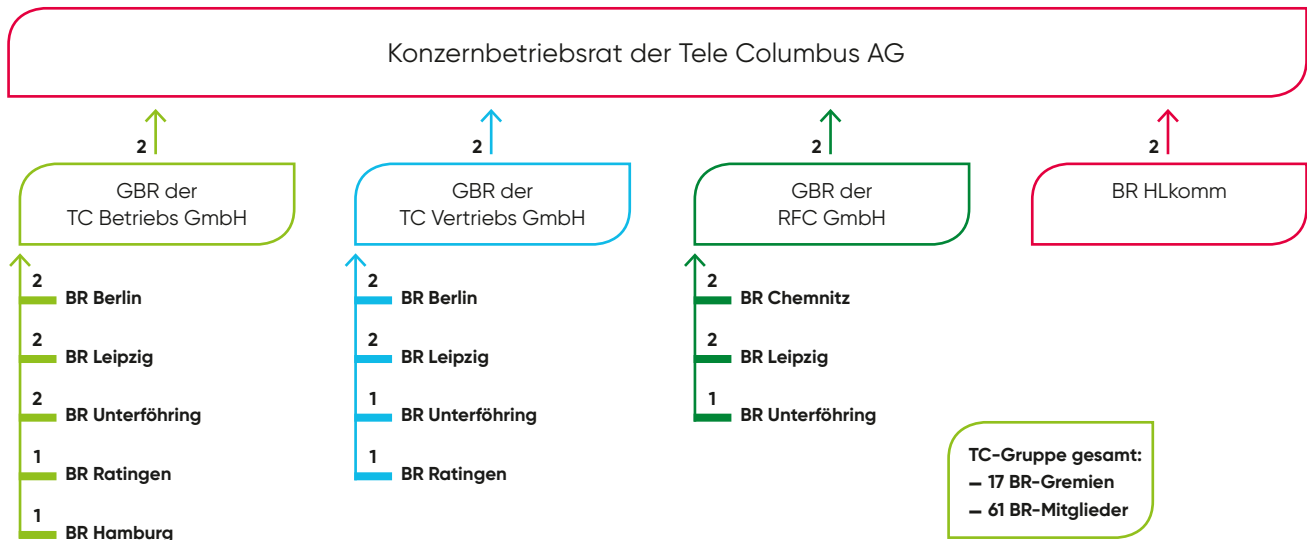 Konzernbetriebsrat der Tele Columbus AG
2
2
2
2
GBR der
TC Betriebs GmbH
GBR der
TC Vertriebs GmbH
GBR der
RFC GmbH
BR HLkomm
2
BR Berlin
2
BR Leipzig
2
BR Unterföhring
1
BR Ratingen
1
BR Hamburg
2
BR Berlin
2
BR Leipzig
1
BR Unterföhring
1
BR Ratingen
2
BR Chemnitz
2
BR Leipzig
1
BR Unterföhring
TC-Gruppe gesamt:
– 17 BR-Gremien
– 61 BR-Mitglieder